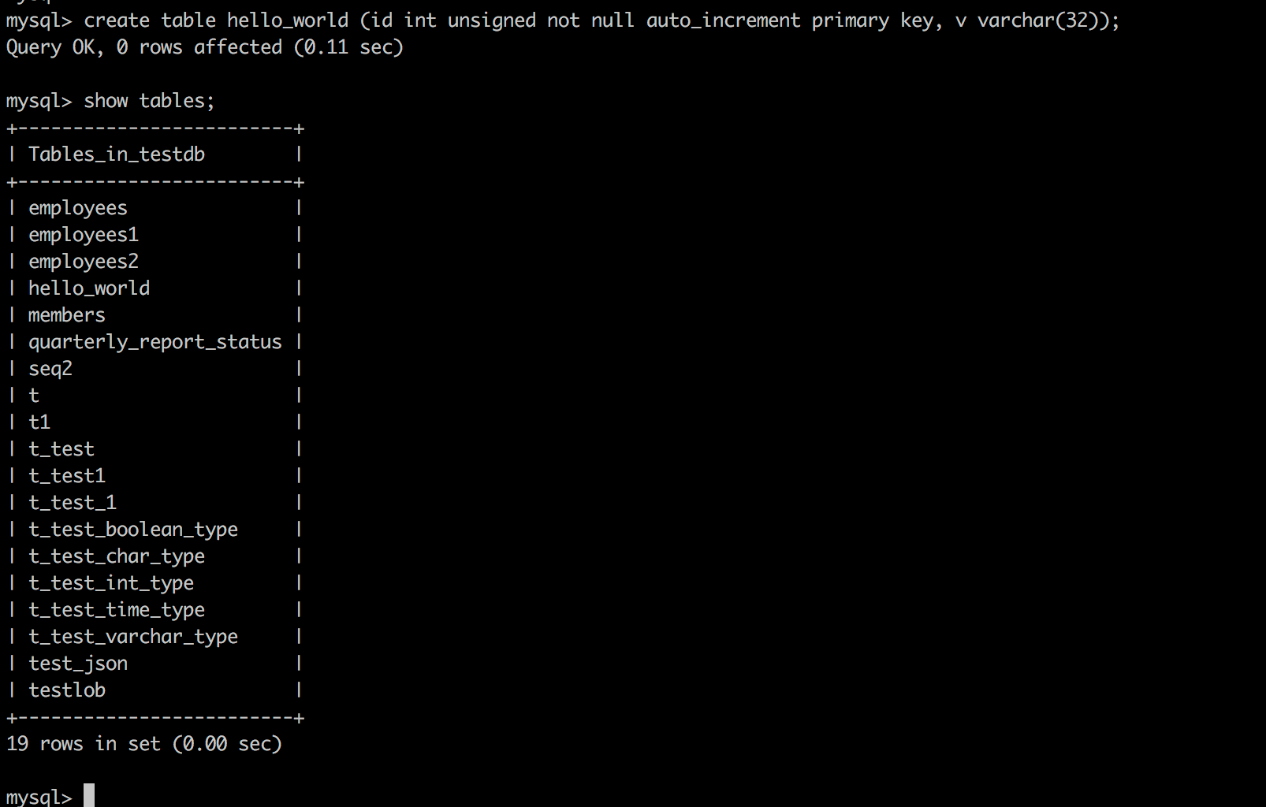 mysql> create table hello_world (id int unsigned not null auto_increment primary key, v varchar(32));
Query OK, 0 rows affected (0.11 sec)
mysql> show tables;
+-------------------------+
| Tables_in_testdb        |
+-------------------------+
| employees               |
| employees1              |
| employees2              |
| hello_world             |
| members                 |
| quarterly_report_status |
| seq2                    |
| t                       |
| t1                      |
| t_test                  |
| t_test1                 |
| t_test_1                |
| t_test_boolean_type     |
| t_test_char_type        |
| t_test_int_type         |
| t_test_time_type        |
| t_test_varchar_type     |
| test_json               |
| testlob                 |
+-------------------------+
19 rows in set (0.00 sec)
mysql>